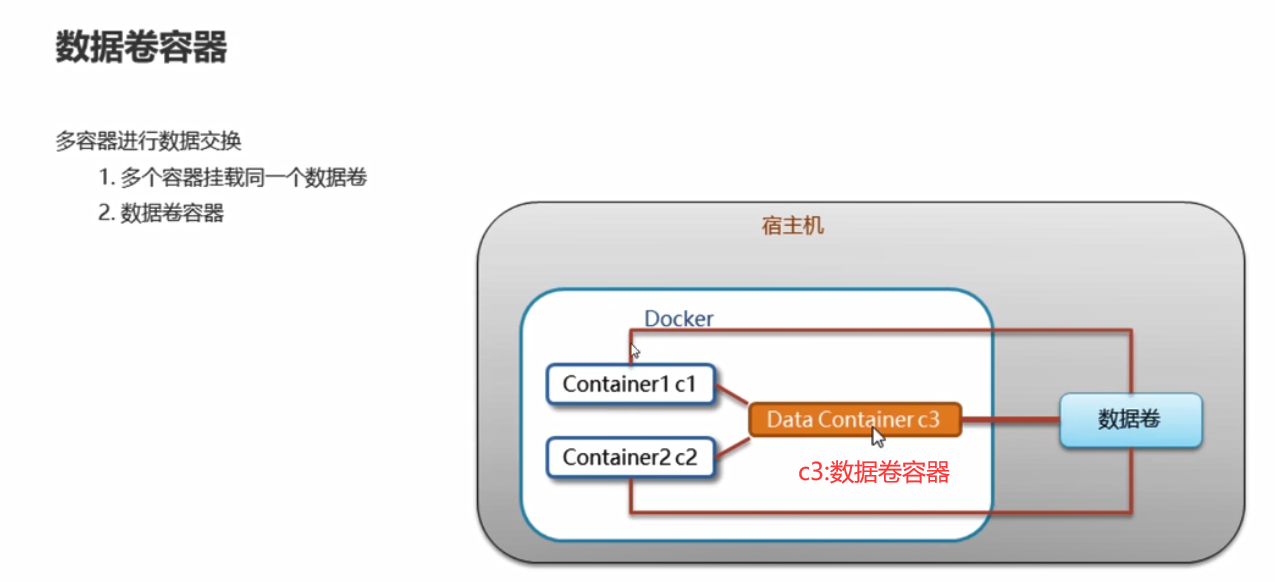 数据卷容器
多容器进行数据交换
1. 多个容器挂载同一个数据卷
2. 数据卷容器
宿主机
Docker
Container1 c1
Data Container c3
数据卷
Container2 c2
c3:数据卷容器